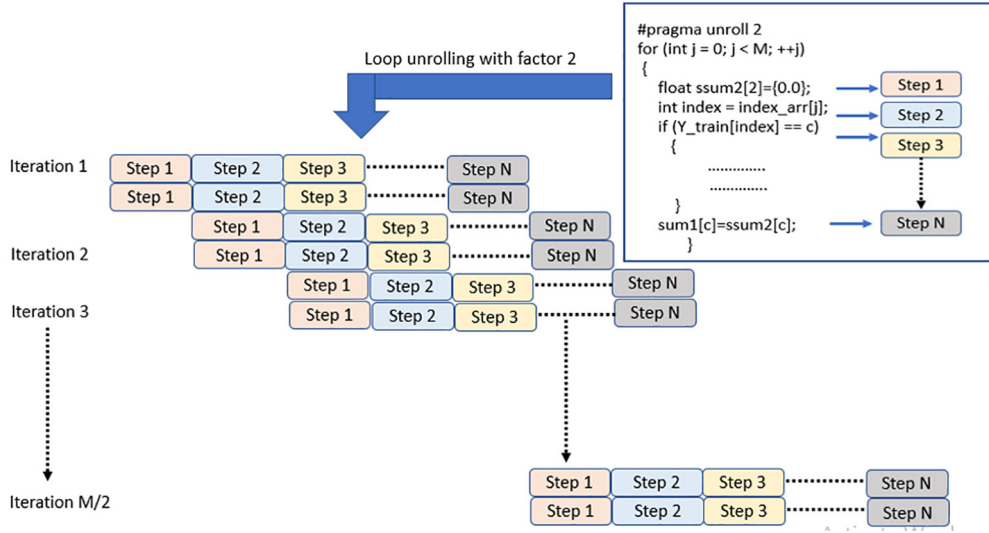 #pragma unroll 2
for (int j = 0; j < M; ++j)
{
float ssum2[2]={0.0};
int index = index_arr[j];
if (Y_train[index] == c)
{
..............
..............
}
sum1[c]=ssum2[c];
}
Step 1
Step 2
Step 3
Step N
Loop unrolling with factor 2
Iteration 1
Step 1 Step 2 Step 3 Step N
Step 1 Step 2 Step 3 Step N
Step 1 Step 2 Step 3 Step N
Iteration 2
Step 1 Step 2 Step 3 Step N
Step 1 Step 2 Step 3 Step N
Iteration 3
Step 1 Step 2 Step 3 Step N
Step 1 Step 2 Step 3 Step N
Iteration M/2
Step 1 Step 2 Step 3 Step N